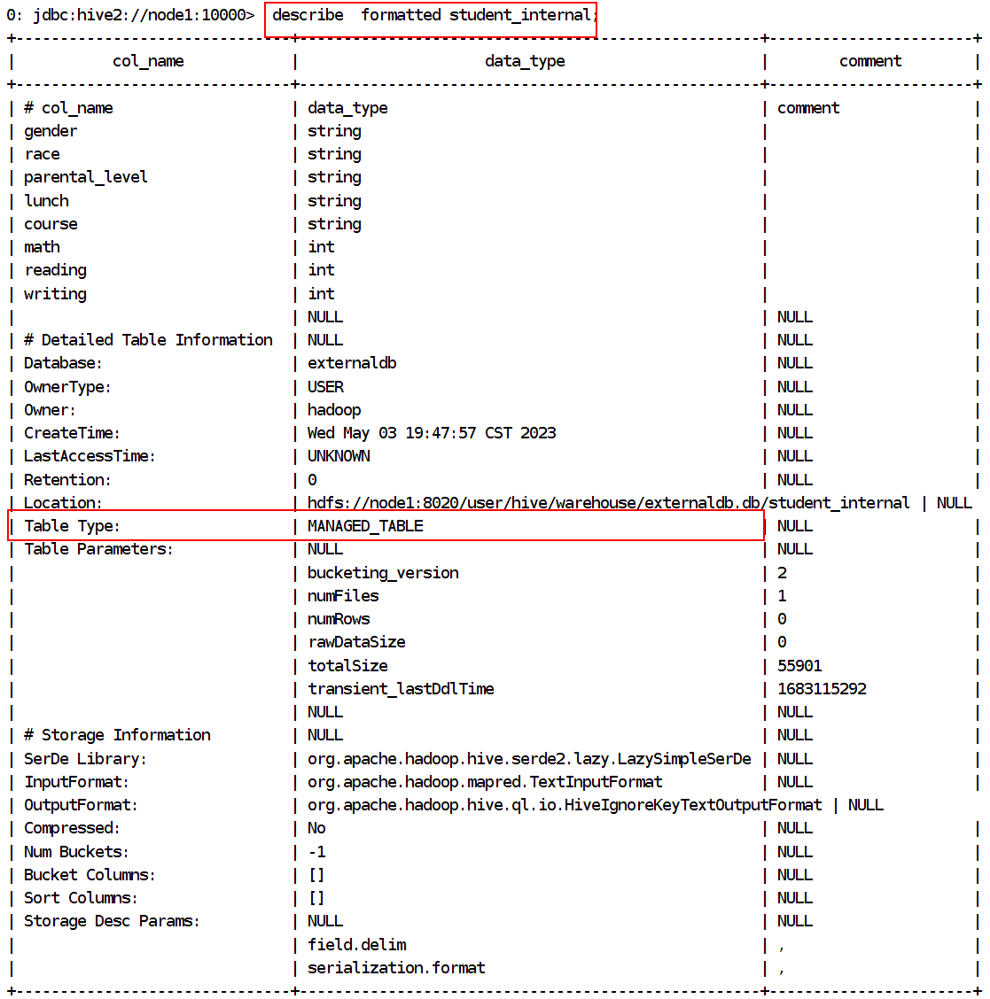 0: jdbc:hive2://node1:10000> describe  formatted student_internal;
+-------------------------------+----------------------------------------------------+-----------------------+
|           col_name            |                     data_type                      |        comment        |
+-------------------------------+----------------------------------------------------+-----------------------+
| # col_name                    | data_type                                          | comment               |
| gender                        | string                                             |                       |
| race                          | string                                             |                       |
| parental_level                | string                                             |                       |
| lunch                         | string                                             |                       |
| course                        | string                                             |                       |
| math                          | int                                                |                       |
| reading                       | int                                                |                       |
| writing                       | int                                                |                       |
|                               | NULL                                               | NULL                  |
| # Detailed Table Information  | NULL                                               | NULL                  |
| Database:                     | externaldb                                         | NULL                  |
| OwnerType:                    | USER                                               | NULL                  |
| Owner:                        | hadoop                                             | NULL                  |
| CreateTime:                   | Wed May 03 19:47:57 CST 2023                       | NULL                  |
| LastAccessTime:               | UNKNOWN                                            | NULL                  |
| Retention:                    | 0                                                  | NULL                  |
| Location:                     | hdfs://node1:8020/user/hive/warehouse/externaldb.db/student_internal | NULL                  |
| Table Type:                   | MANAGED_TABLE                                      | NULL                  |
| Table Parameters:             | NULL                                               | NULL                  |
|                               | bucketing_version                                  | 2                     |
|                               | numFiles                                           | 1                     |
|                               | numRows                                            | 0                     |
|                               | rawDataSize                                        | 0                     |
|                               | totalSize                                          | 55901                 |
|                               | transient_lastDdlTime                              | 1683115292            |
|                               | NULL                                               | NULL                  |
| # Storage Information         | NULL                                               | NULL                  |
| SerDe Library:                | org.apache.hadoop.hive.serde2.lazy.LazySimpleSerDe | NULL                  |
| InputFormat:                  | org.apache.hadoop.mapred.TextInputFormat           | NULL                  |
| OutputFormat:                 | org.apache.hadoop.hive.ql.io.HiveIgnoreKeyTextOutputFormat | NULL                  |
| Compressed:                   | No                                                 | NULL                  |
| Num Buckets:                  | -1                                                 | NULL                  |
| Bucket Columns:               | []                                                 | NULL                  |
| Sort Columns:                 | []                                                 | NULL                  |
| Storage Desc Params:          | NULL                                               | NULL                  |
|                               | field.delim                                        | ,                     |
|                               | serialization.format                               | ,                     |
+-------------------------------+----------------------------------------------------+-----------------------+